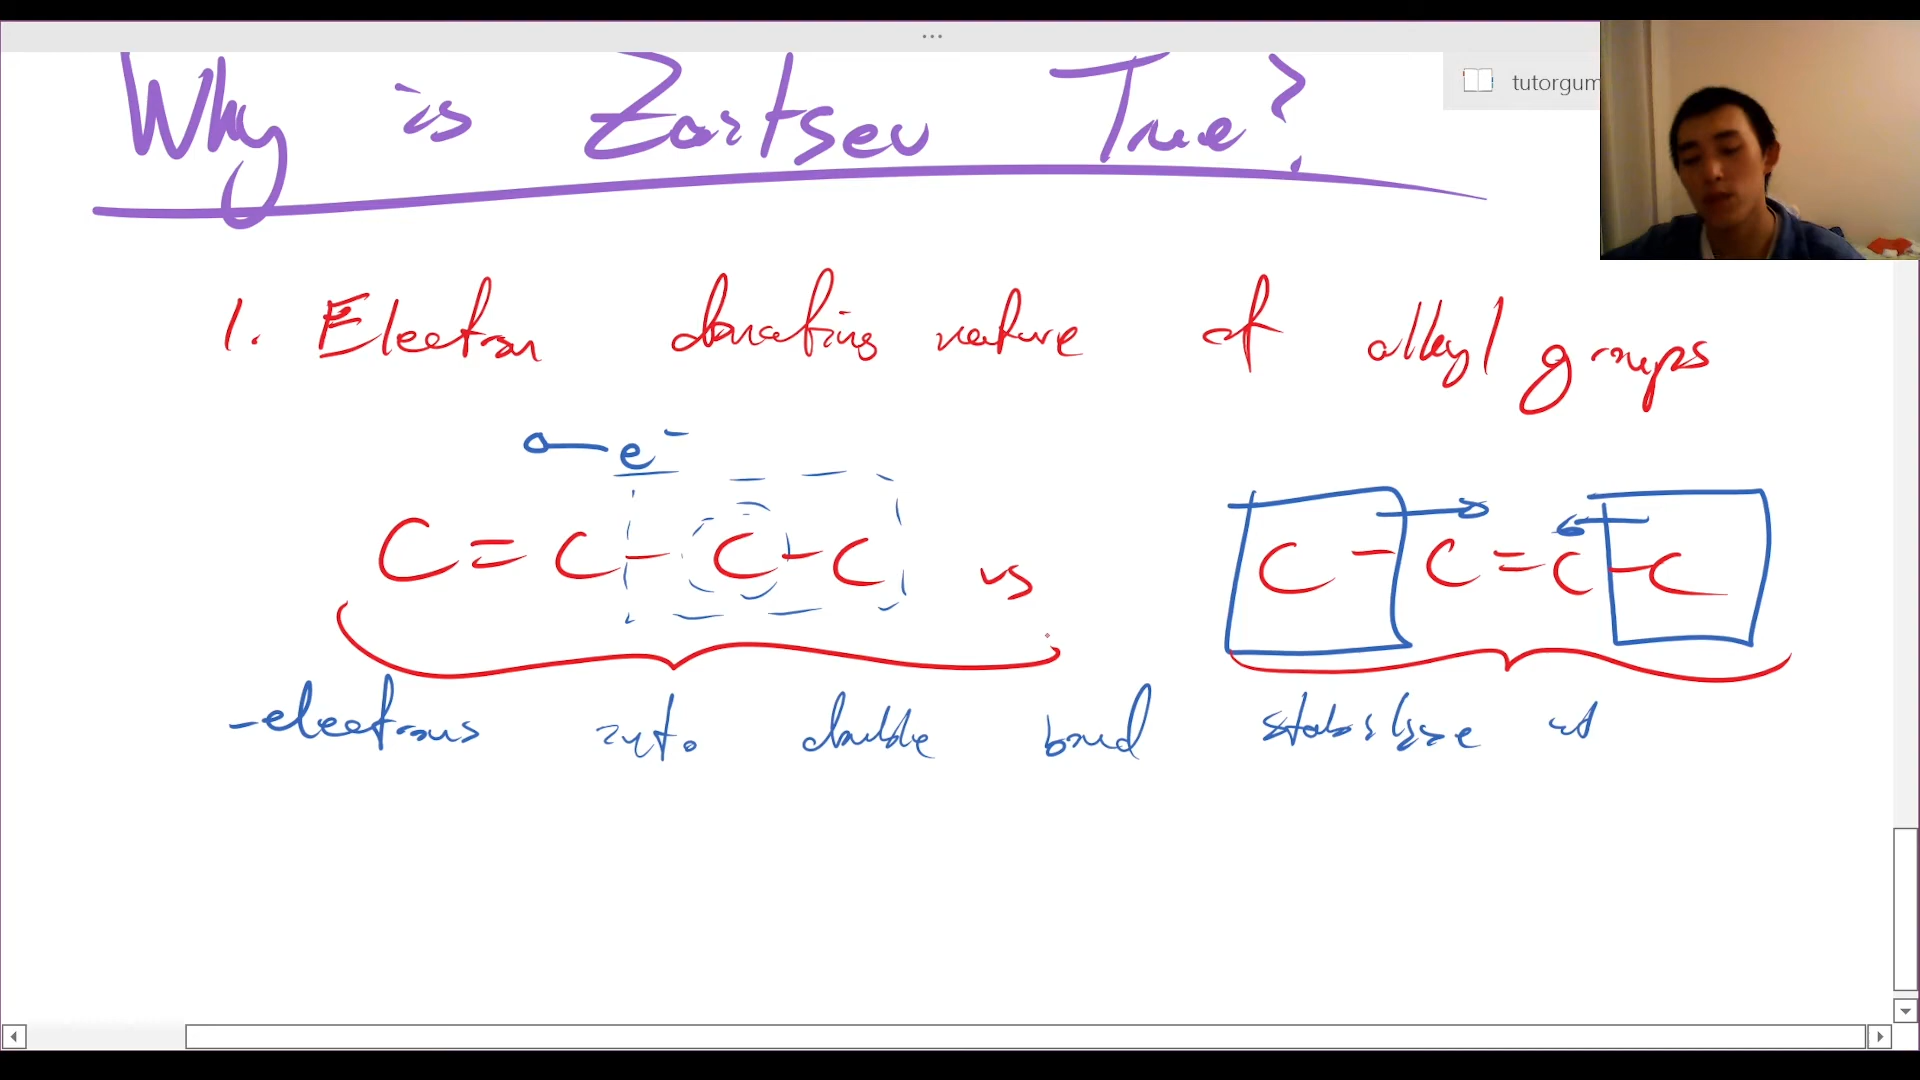 Why is Zaitsev True?
tutorgum
1. Electron donating nature of alkyl groups
e⁻
C = C - C - C vs C - C = C - C
- electrons into double bond stabilise it